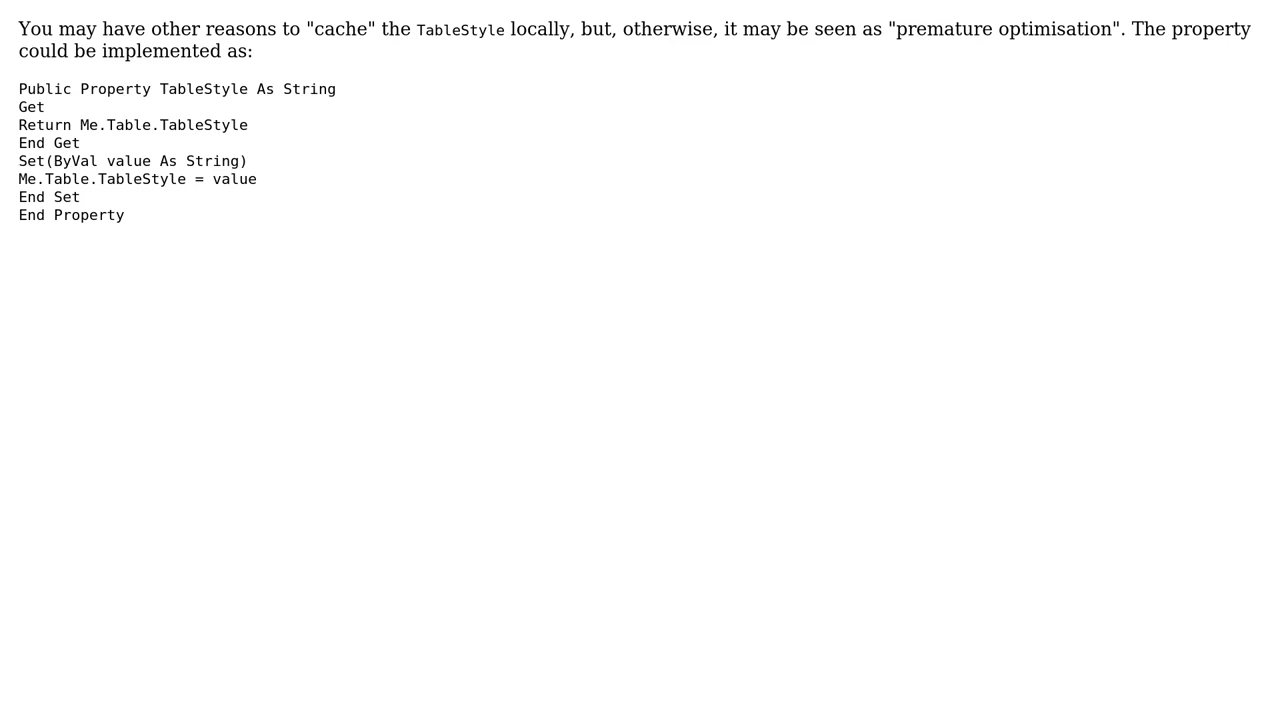 You may have other reasons to "cache" the TableStyle locally, but, otherwise, it may be seen as "premature optimisation". The property
could be implemented as:
Public Property TableStyle As String
Get
Return Me.Table.TableStyle
End Get
Set(ByVal value As String)
Me.Table.TableStyle = value
End Set
End Property